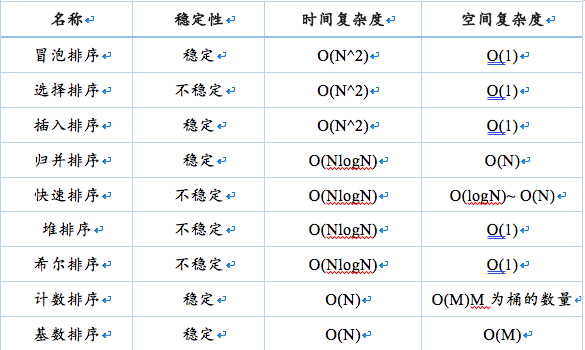 名称 稳定性 时间复杂度 空间复杂度
冒泡排序 稳定 O(N^2) O(1)
选择排序 不稳定 O(N^2) O(1)
插入排序 稳定 O(N^2) O(1)
归并排序 稳定 O(NlogN) O(N)
快速排序 不稳定 O(NlogN) O(logN)~ O(N)
堆排序 不稳定 O(NlogN) O(1)
希尔排序 不稳定 O(NlogN) O(1)
计数排序 稳定 O(N) O(M)M 为桶的数量
基数排序 稳定 O(N) O(M)